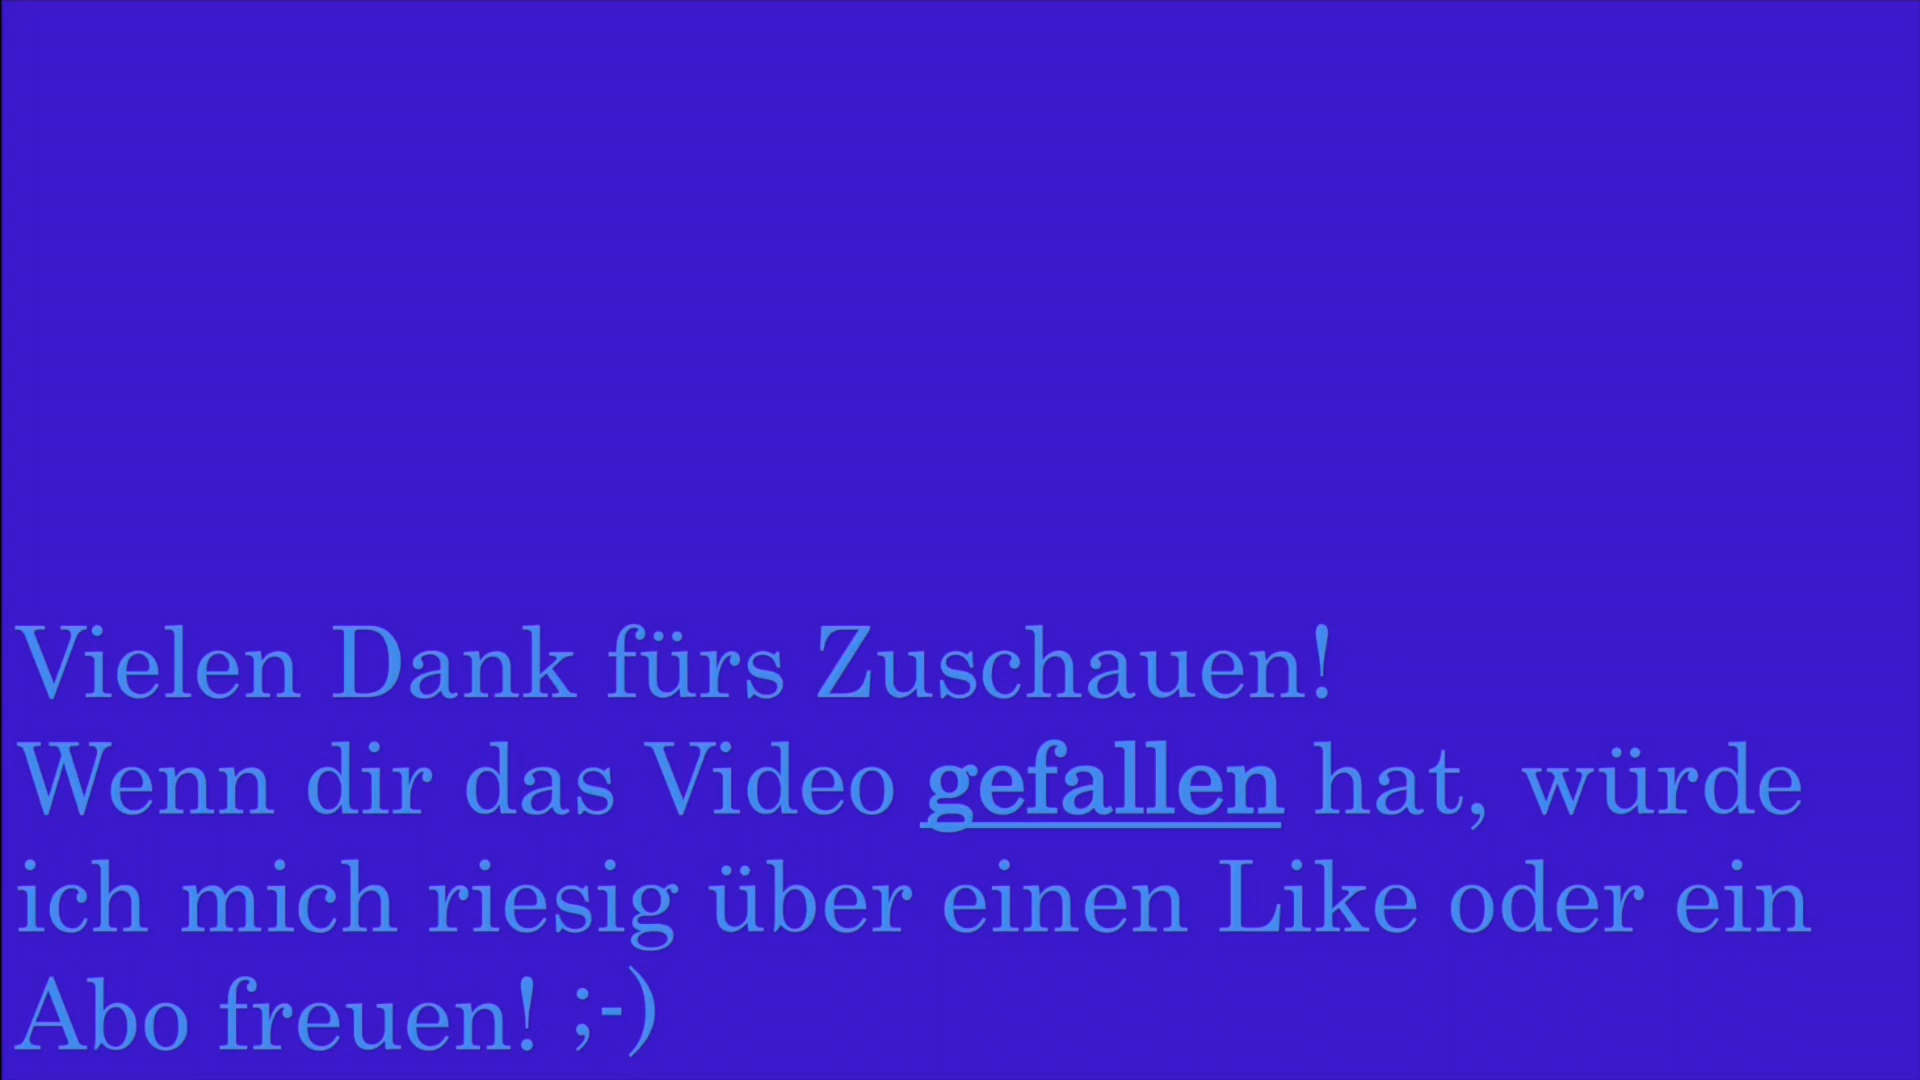 Vielen Dank fürs Zuschauen!
Wenn dir das Video gefallen hat, würde
ich mich riesig über einen Like oder ein
Abo freuen! ;-)